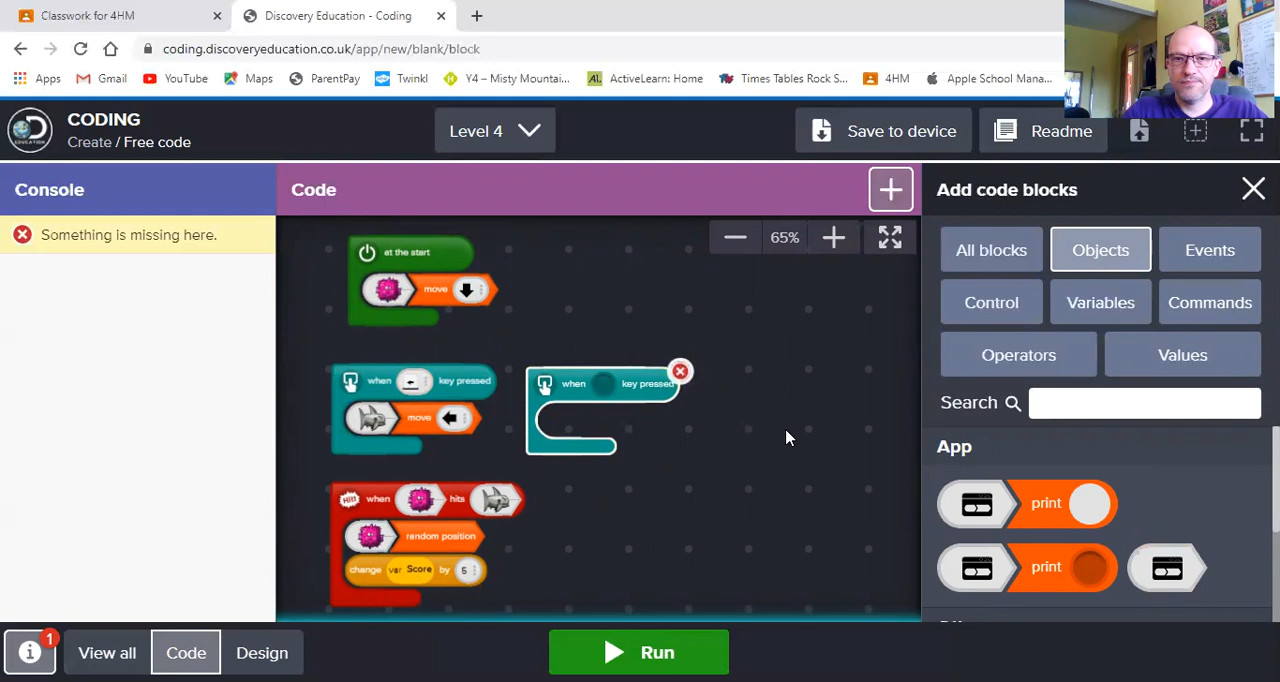 Classwork for 4HM
Discovery Education - Coding
coding.discoveryeducation.co.uk/app/new/blank/block
Apps Gmail YouTube Maps ParentPay Twinkl Y4 – Misty Mountai... ActiveLearn: Home Times Tables Rock S... 4HM Apple School Mana...
CODING
Create / Free code
Level 4
Save to device
Readme
Console
Code
Add code blocks
Something is missing here.
65%
at the start
move
when key pressed
move
when key pressed
Hit! when hits
random position
change var Score by 5
All blocks Objects Events
Control Variables Commands
Operators Values
Search
App
print
print
1
View all Code Design
Run